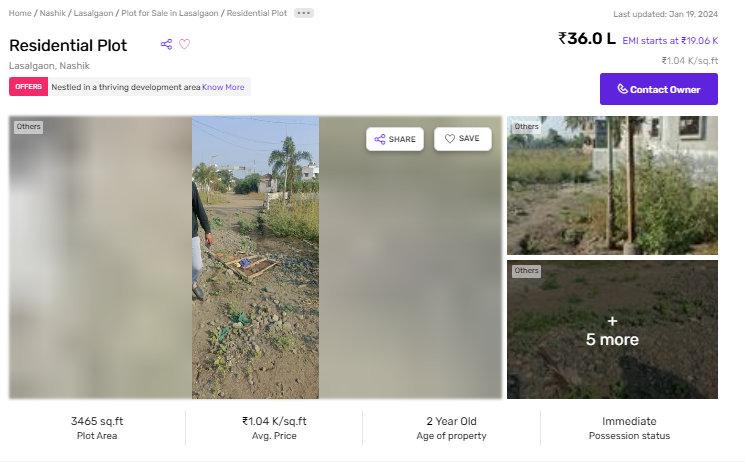 Home / Nashik / Lasalgaon / Plot for Sale in Lasalgaon / Residential Plot
Last updated: Jan 19, 2024
Residential Plot
₹36.0 L EMI starts at ₹19.06 K
Lasalgaon, Nashik
₹1.04 K/sq.ft
OFFERS Nestled in a thriving development area Know More
Contact Owner
Others
SHARE
SAVE
Others
Others
+
5 more
3465 sq.ft
Plot Area
₹1.04 K/sq.ft
Avg. Price
2 Year Old
Age of property
Immediate
Possession status